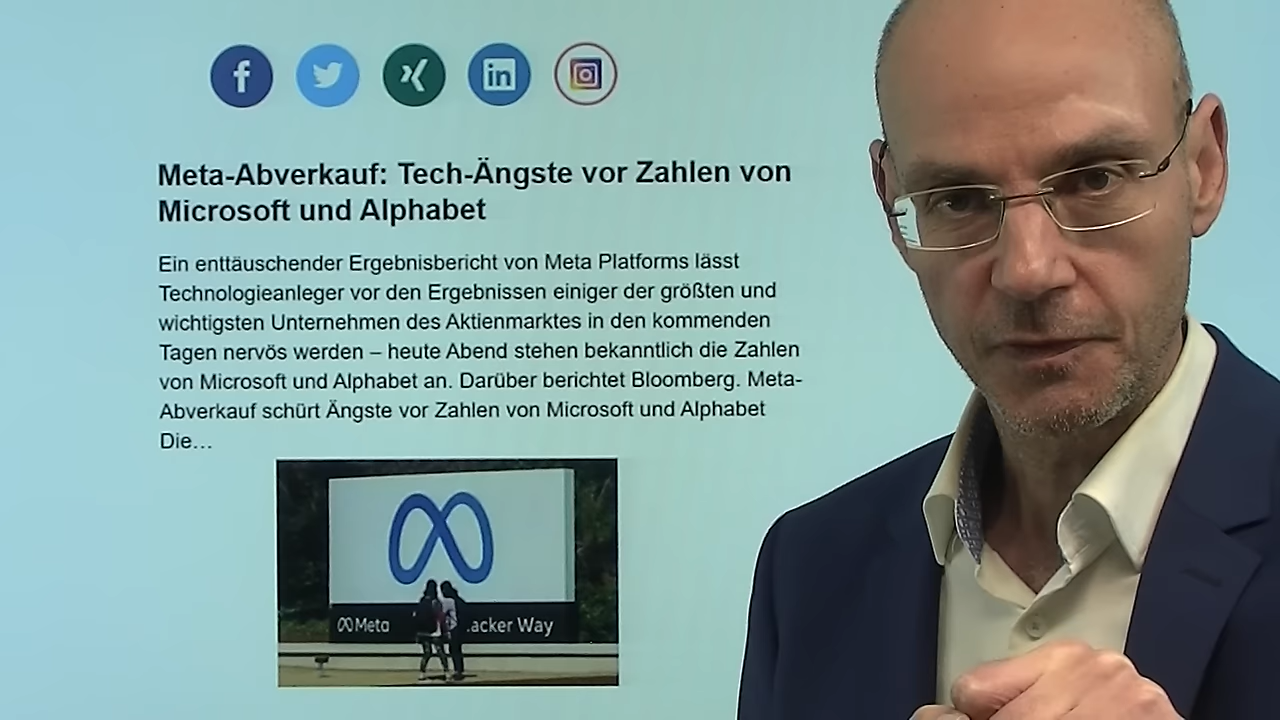 Meta-Abverkauf: Tech-Ängste vor Zahlen von
Microsoft und Alphabet
Ein enttäuschender Ergebnisbericht von Meta Platforms lässt
Technologieanleger vor den Ergebnissen einiger der größten und
wichtigsten Unternehmen des Aktienmarktes in den kommenden
Tagen nervös werden – heute Abend stehen bekanntlich die Zahlen
von Microsoft und Alphabet an. Darüber berichtet Bloomberg. Meta-
Abverkauf schürt Ängste vor Zahlen von Microsoft und Alphabet
Die…
Meta acker Way